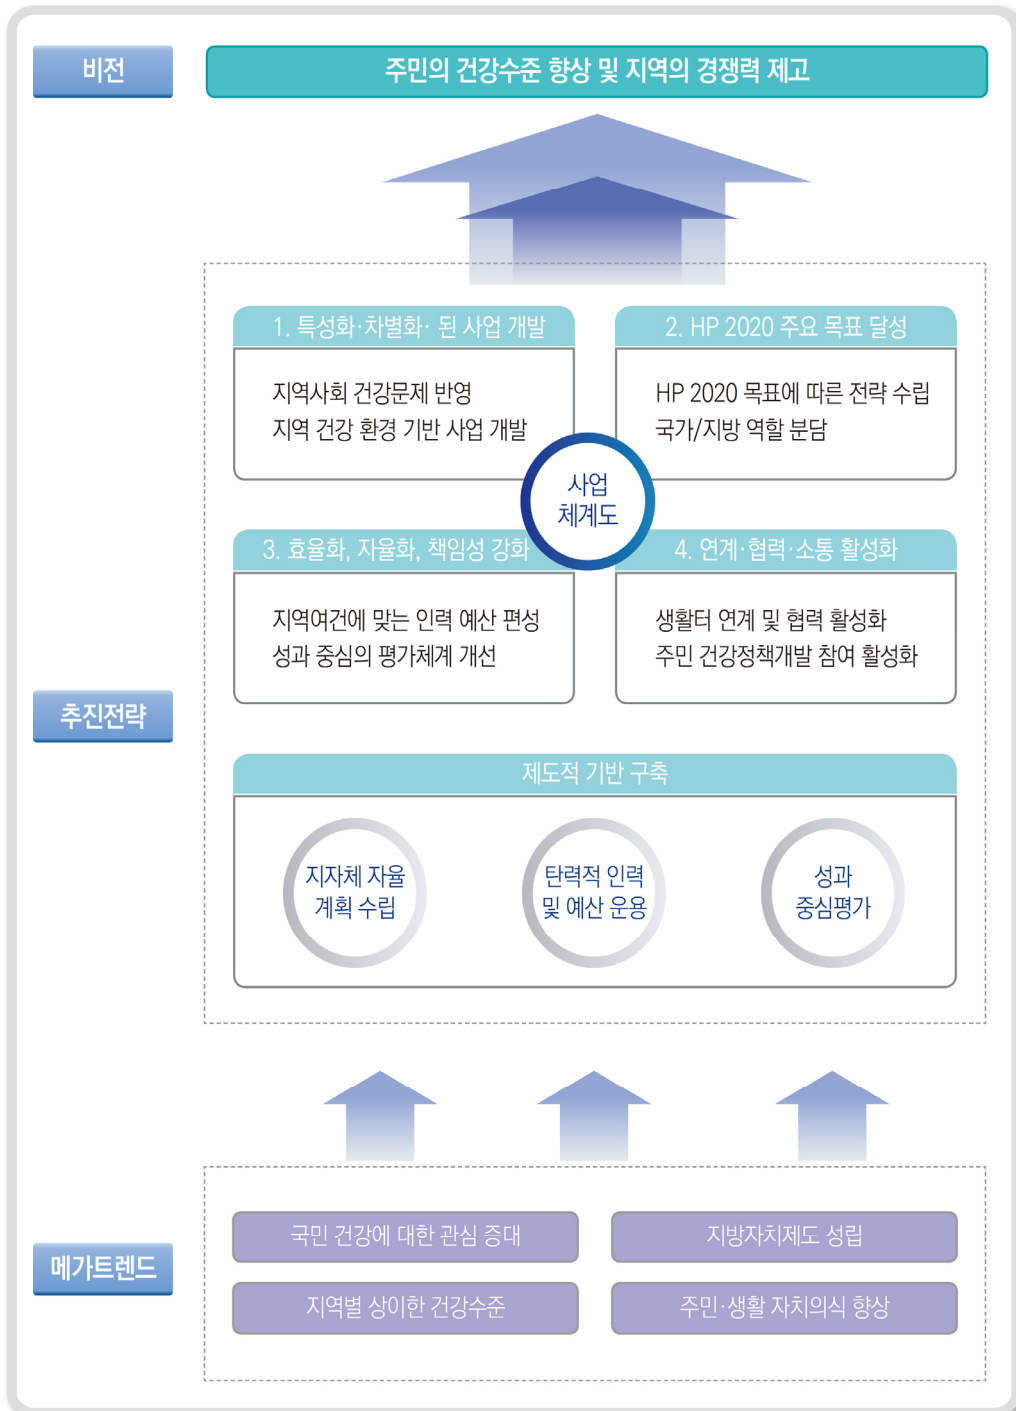 비전
주민의 건강수준 향상 및 지역의 경쟁력 제고
1. 특성화·차별화· 된 사업 개발
지역사회 건강문제 반영
지역 건강 환경 기반 사업 개발
2. HP 2020 주요 목표 달성
HP 2020 목표에 따른 전략 수립
국가/지방 역할 분담
사업
체계도
3. 효율화, 자율화, 책임성 강화
지역여건에 맞는 인력 예산 편성
성과 중심의 평가체계 개선
4. 연계·협력·소통 활성화
생활터 연계 및 협력 활성화
주민 건강정책개발 참여 활성화
추진전략
제도적 기반 구축
지자체 자율
계획 수립
탄력적 인력
및 예산 운용
성과
중심평가
메가트렌드
국민 건강에 대한 관심 증대
지방자치제도 성립
지역별 상이한 건강수준
주민·생활 자치의식 향상